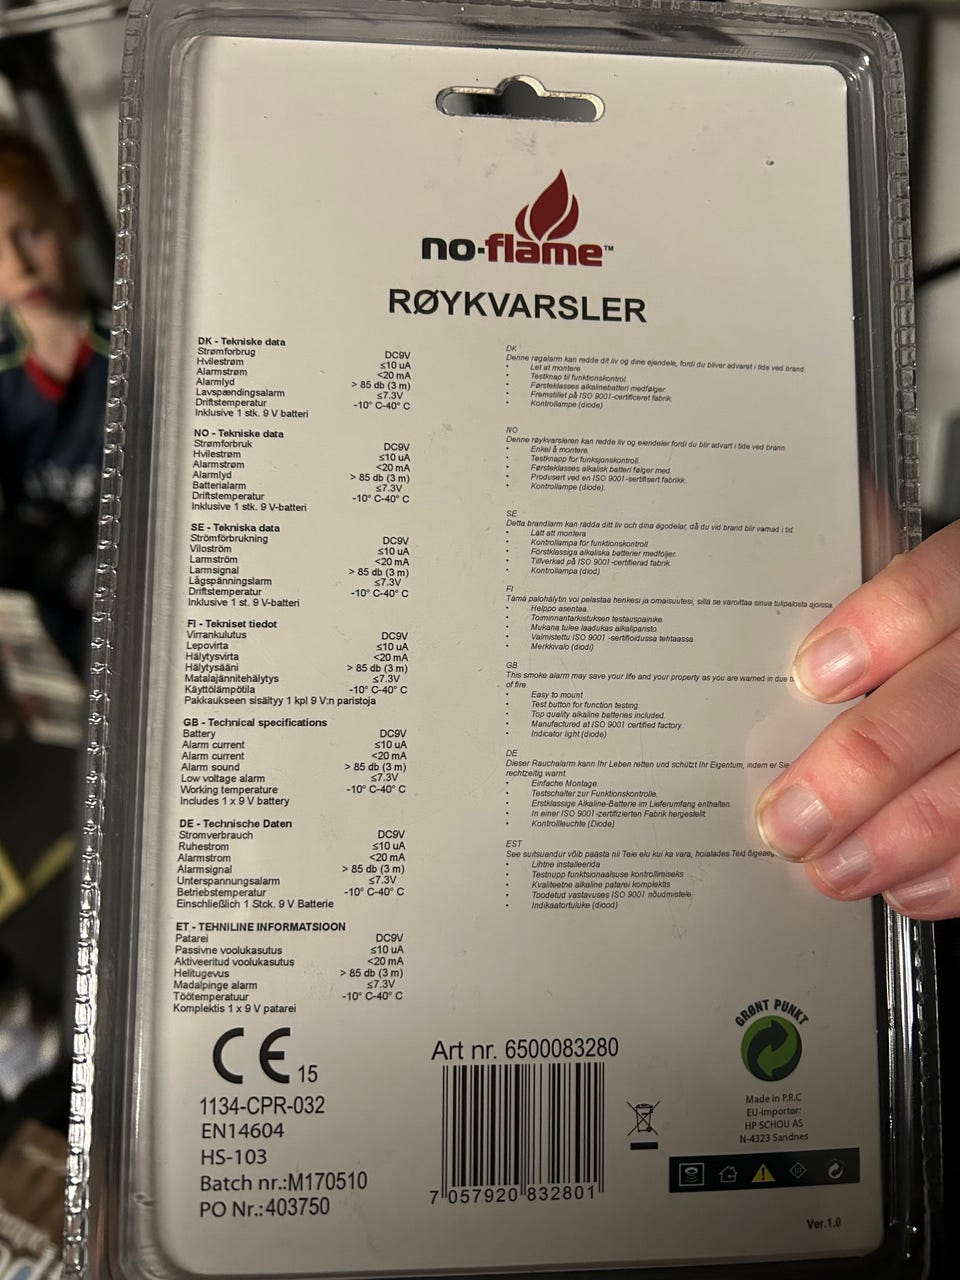 no-flame™
RØYKVARSLER
DK - Tekniske data
Strømforbrug DC9V
Hvilestrøm ≤10 uA
Alarmstrøm <20 mA
Alarmlyd > 85 db (3 m)
Lavspændingsalarm ≤7.3V
Driftstemperatur -10° C-40° C
Inklusive 1 stk. 9 V batteri
NO - Tekniske data
Strømforbruk DC9V
Hvilestrøm ≤10 uA
Alarmstrøm <20 mA
Alarmlyd > 85 db (3 m)
Batterialarm ≤7.3V
Driftstemperatur -10° C-40° C
Inklusive 1 stk. 9 V-batteri
SE - Tekniska data
Strömförbrukning DC9V
Viloström ≤10 uA
Larmström <20 mA
Larmsignal > 85 db (3 m)
Lågspänningslarm ≤7.3V
Driftstemperatur -10° C-40° C
Inklusive 1 st. 9 V-batteri
FI - Tekniset tiedot
Virrankulutus DC9V
Lepovirta ≤10 uA
Hälytysvirta <20 mA
Hälytysääni > 85 db (3 m)
Matalajännitehälytys ≤7.3V
Käyttölämpötila -10° C-40° C
Pakkaukseen sisältyy 1 kpl 9 V:n paristoja
GB - Technical specifications
Battery DC9V
Alarm current ≤10 uA
Alarm current <20 mA
Alarm sound > 85 db (3 m)
Low voltage alarm ≤7.3V
Working temperature -10° C-40° C
Includes 1 x 9 V battery
DE - Technische Daten
Stromverbrauch DC9V
Ruhestrom ≤10 uA
Alarmstrom <20 mA
Alarmsignal > 85 db (3 m)
Unterspannungsalarm ≤7.3V
Betriebstemperatur -10° C-40° C
Einschließlich 1 Stck. 9 V Batterie
ET - TEHNILINE INFORMATSIOON
Patarei DC9V
Passivne voolukasutus ≤10 uA
Aktiveeritud voolukasutus <20 mA
Helitugevus > 85 db (3 m)
Madalpinge alarm ≤7.3V
Töötemperatuur -10° C-40° C
Komplektis 1 x 9 V patarei
DK
Denne røgalarm kan redde dit liv og dine ejendele, fordi du bliver advaret i tide ved brand.
• Let at montere
• Testknap til funktionskontrol
• Førsteklasses alkalinebatteri medfølger.
• Fremstillet på ISO 9001-certificeret fabrik
• Kontrollampe (diode)
NO
Denne røykvarsleren kan redde liv og eiendeler fordi du blir advart i tide ved brann.
• Enkel å montere.
• Testknapp for funksjonskontroll.
• Førsteklasses alkalisk batteri følger med.
• Produsert ved en ISO 9001-sertifisert fabrikk.
• Kontrollampe (diode).
SE
Detta brandlarm kan rädda ditt liv och dina ägodelar, då du vid brand blir varnad i tid.
• Lätt att montera
• Kontrollampa för funktionskontroll
• Förstklassiga alkaliska batterier medföljer.
• Tillverkad på ISO 9001 -certifierad fabrik
• Kontrollampa (diod)
FI
Tämä palohälytin voi pelastaa henkesi ja omaisuutesi, sillä se varoittaa sinua tulipalosta ajoissa.
• Helppo asentaa.
• Toiminnantarkistuksen testauspainike.
• Mukana tulee laadukas alkaliparisto.
• Valmistettu ISO 9001 -sertifioidussa tehtaassa.
• Merkkivalo (diodi)
GB
This smoke alarm may save your life and your property as you are warned in due
of fire.
• Easy to mount
• Test button for function testing.
• Top quality alkaline batteries included.
• Manufactured at ISO 9001 certified factory.
• Indicator light (diode)
DE
Dieser Rauchalarm kann Ihr Leben retten und schützt Ihr Eigentum, indem er Sie
rechtzeitig warnt.
• Einfache Montage.
• Testschalter zur Funktionskontrolle.
• Erstklassige Alkaline-Batterie im Lieferumfang enthalten.
• In einer ISO 9001-zertifizierten Fabrik hergestellt.
• Kontrollleuchte (Diode)
EST
See suitsuandur võib päästa nii Teie elu kui ka vara, hoiatades Teid
• Lihtne installeerida
• Testnupp funktsionaalsuse kontrollimiseks
• Kvaliteetne alkaline patarei komplektis
• Toodetud vastavuses ISO 9001 nõudmistele
• Indikaatortuluke (diood)
CE 15
1134-CPR-032
EN14604
HS-103
Batch nr.:M170510
PO Nr.:403750
Art nr. 6500083280
7 057920 832801
GRØNT PUNKT
Made in P.R.C
EU-importør:
HP SCHOU AS
N-4323 Sandnes
Ver.1.0